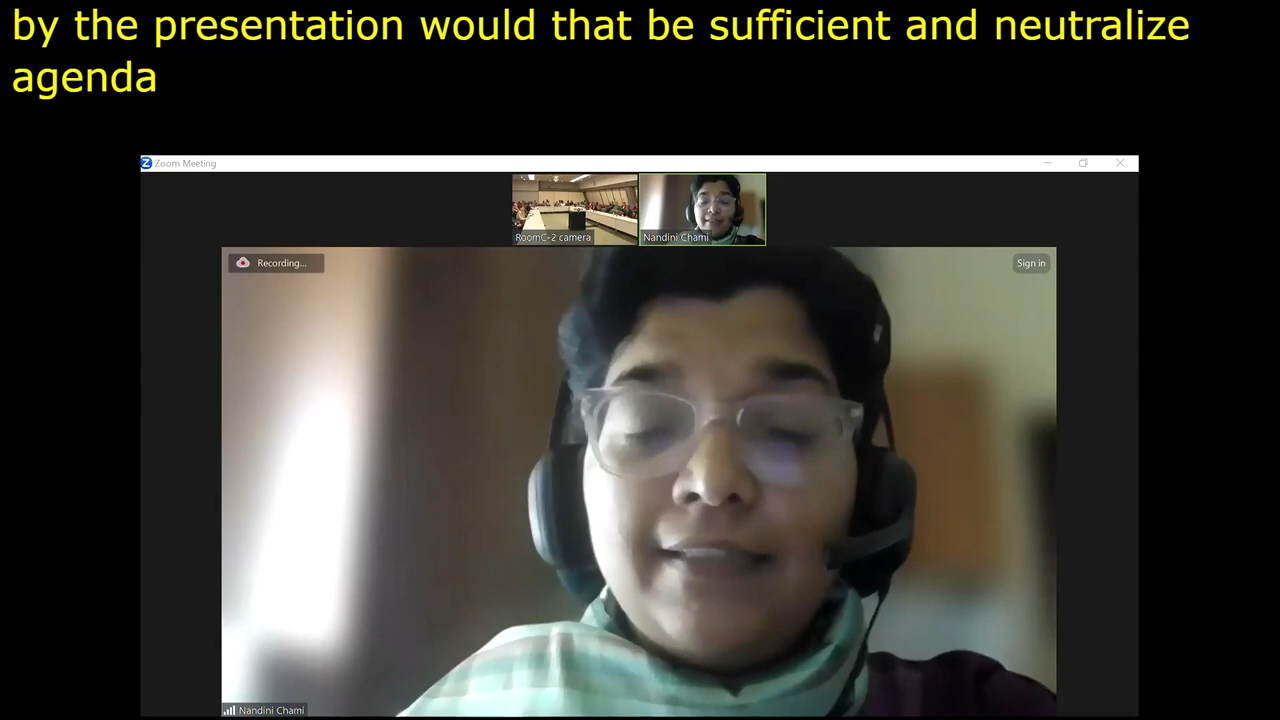 by the presentation would that be sufficient and neutralize
agenda
Zoom Meeting
RoomC-2 camera
Nandini Chami
Recording...
Sign in
Nandini Chami